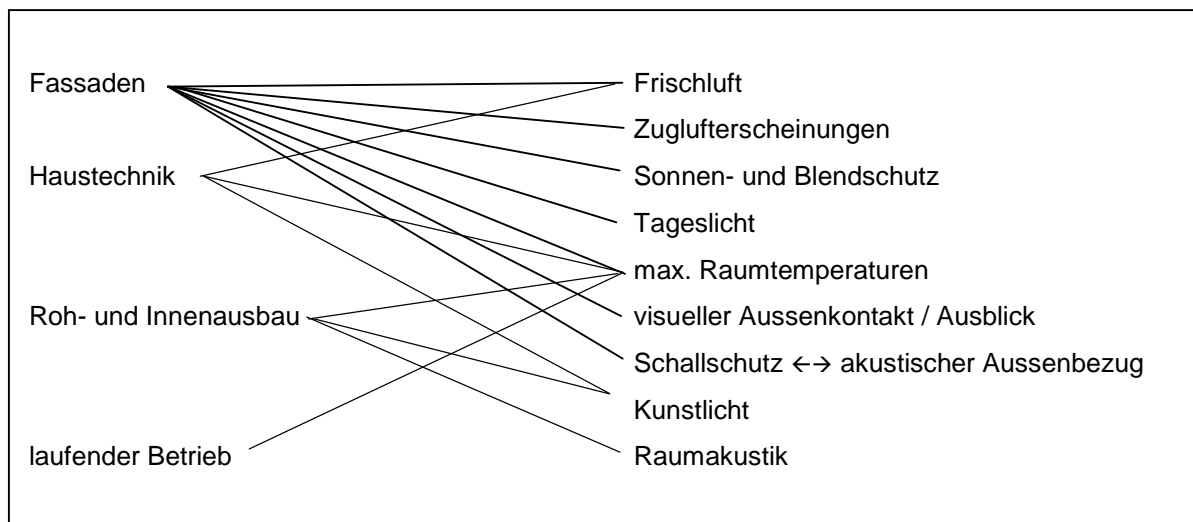 Fassaden
Frischluft
Zuglufterscheinungen
Haustechnik
Sonnen- und Blendschutz
Tageslicht
max. Raumtemperaturen
Roh- und Innenausbau
visueller Aussenkontakt / Ausblick
Schallschutz ←→ akustischer Aussenbezug
Kunstlicht
laufender Betrieb
Raumakustik